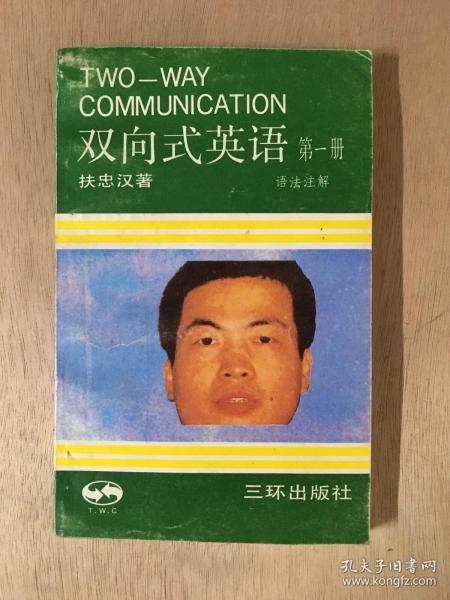 TWO—WAY
COMMUNICATION
双向式英语 第一册
扶忠汉著 语法注解
T.W.C
三环出版社
孔夫子旧书网
www.kongfz.com